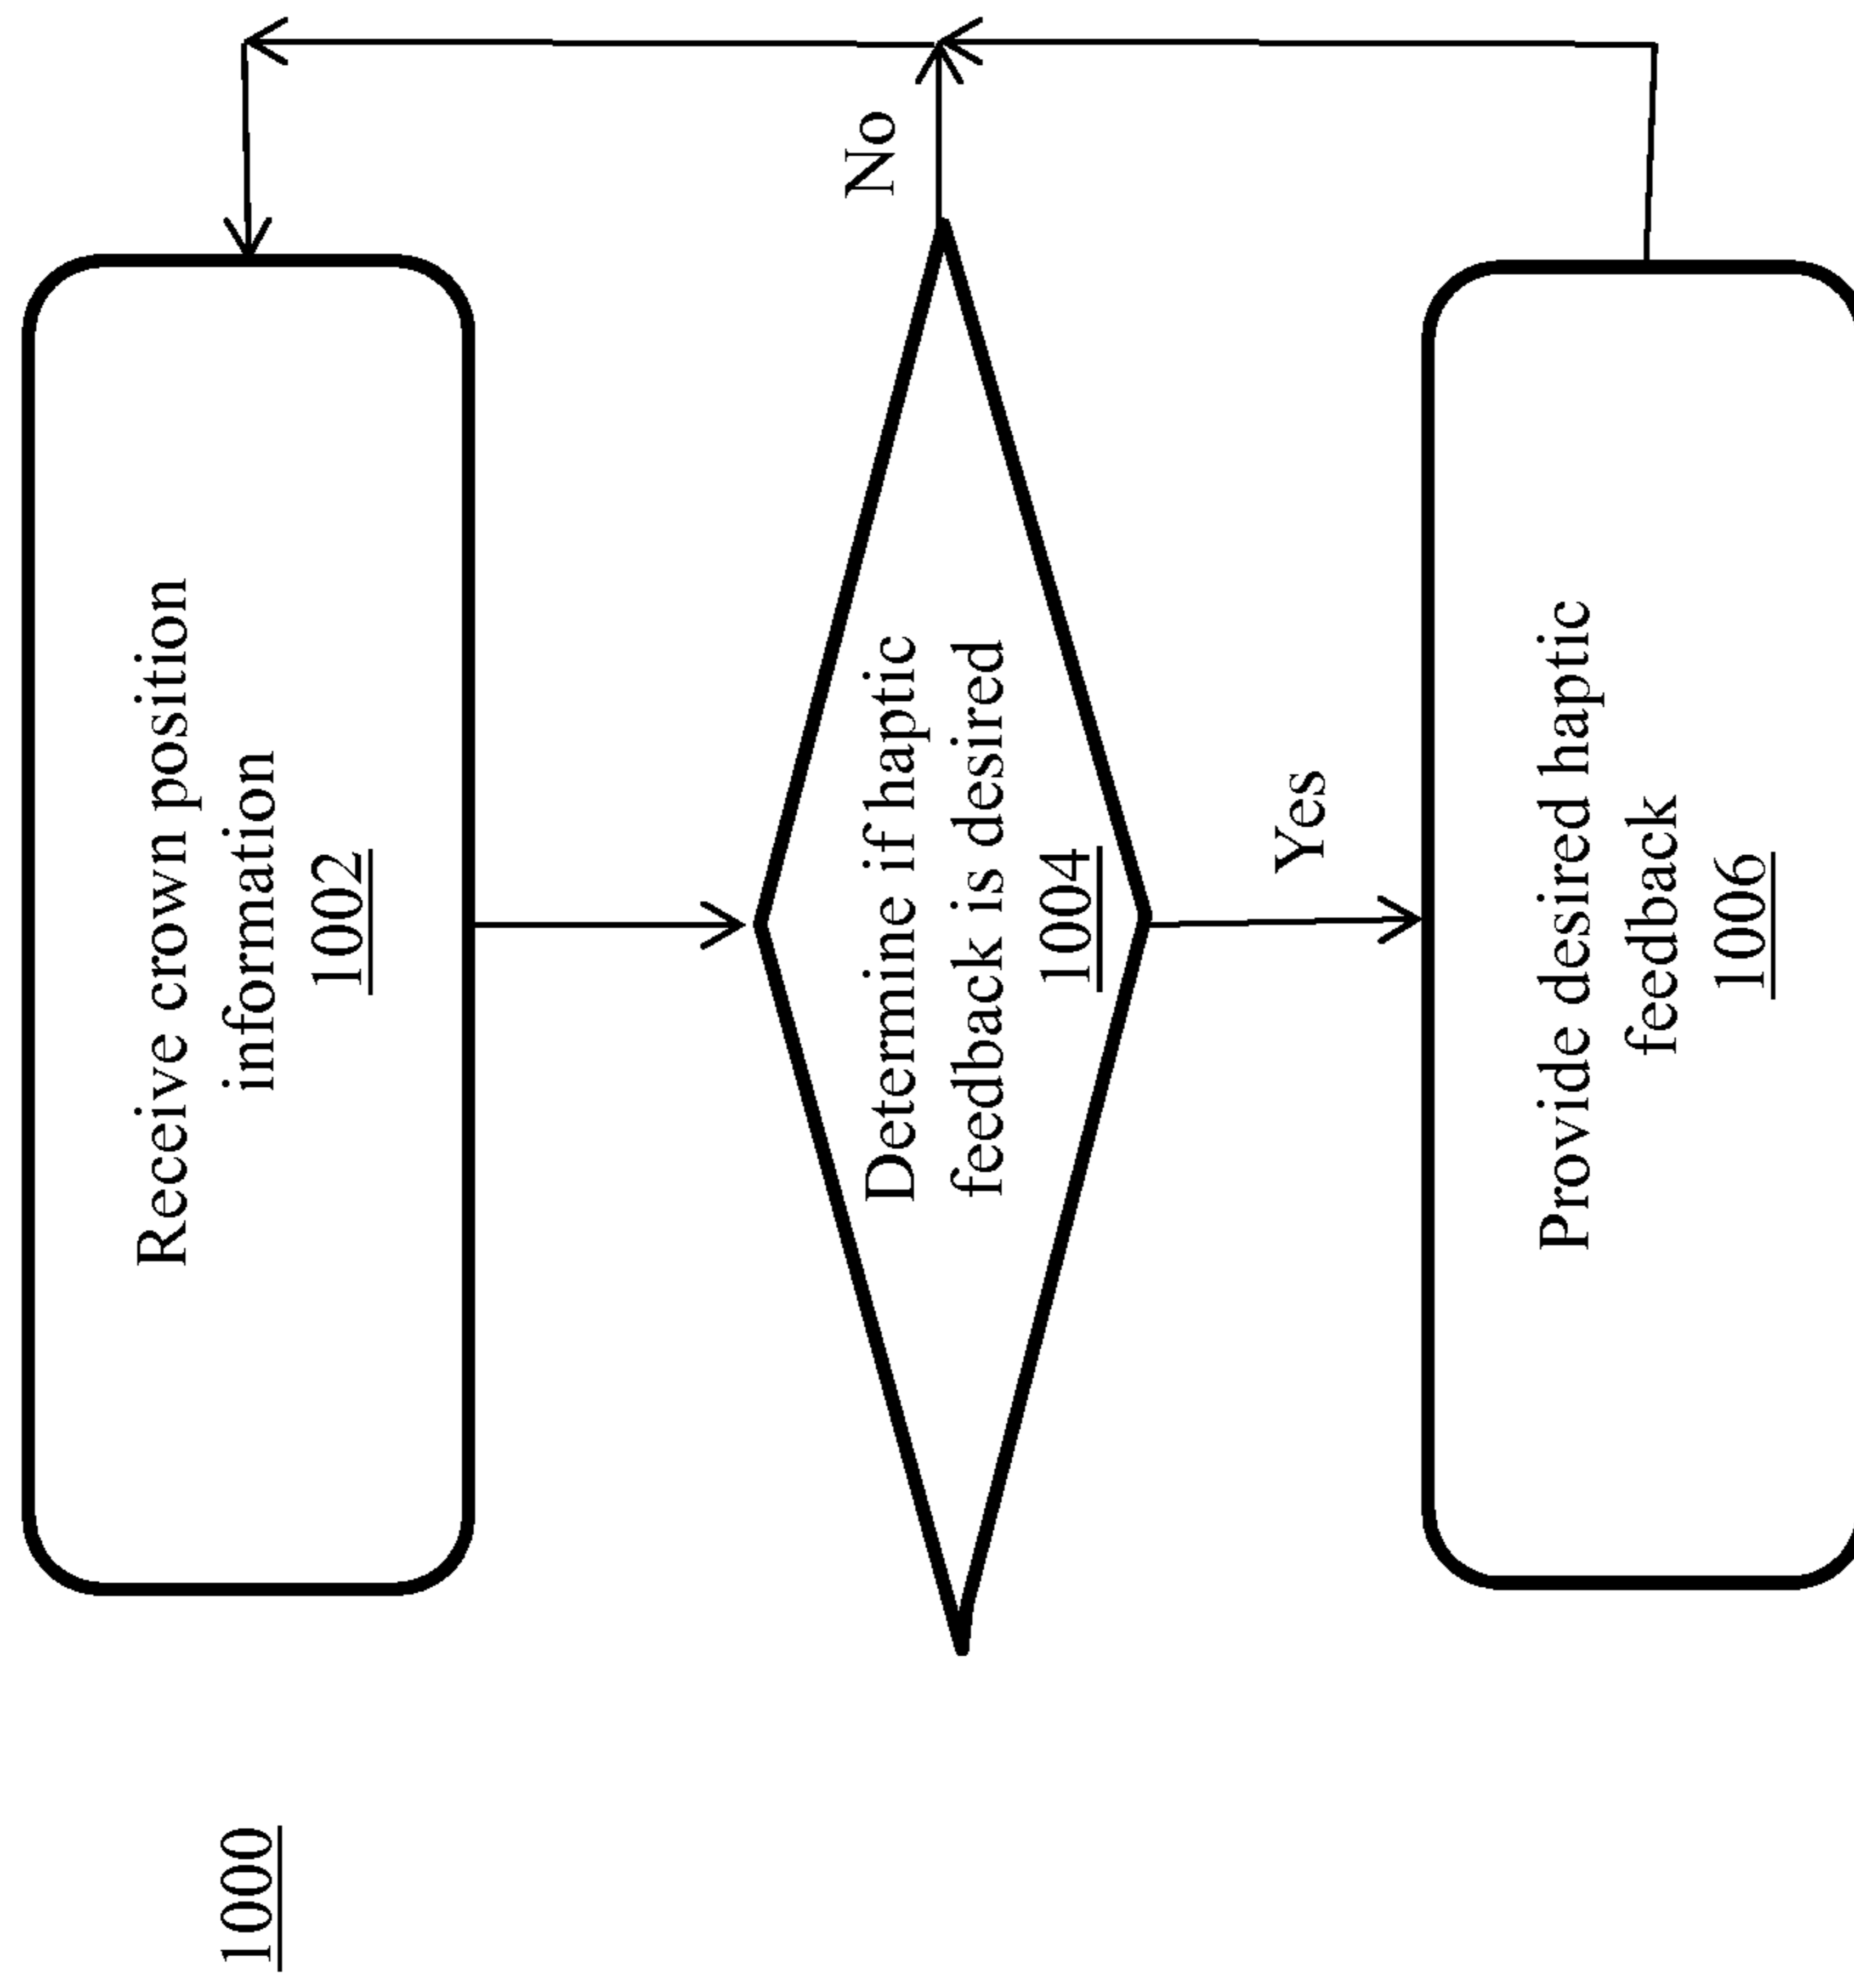 1000
Receive crown position
information
1002
Determine if haptic
feedback is desired
1004
No
Yes
Provide desired haptic
feedback
1006